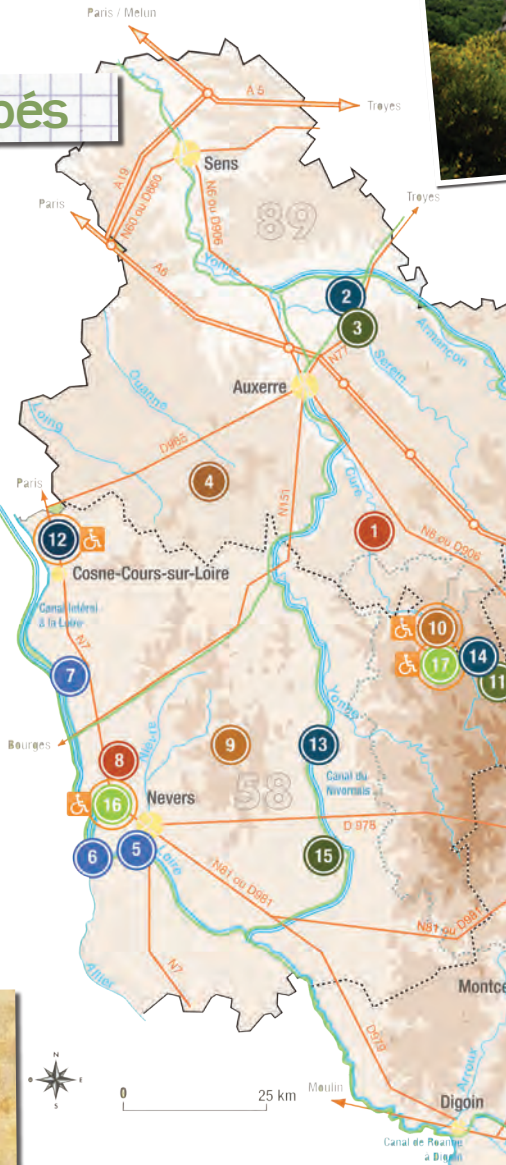 Paris / Melun
A 5
Troyes
pés
Sens
A19
N60 ou D660
N6 ou D606
Paris
Troyes
89
Yonne
A6
2
Armançon
3
N77
Serein
Auxerre
Ouanne
Loing
D965
Cure
Paris
4
N151
1
N6 ou D906
12
Cosne-Cours-sur-Loire
Canal latéral
à la Loire
10
N7
17
14
7
11
Yonne
Bourges
Nièvre
9
13
8
58
Canal du
Nivernais
16
Nevers
D 978
5
6
Loire
15
N81 ou D981
N81 ou D981
N7
Allier
Montce
D979
N
O
E
S
0
25 km
Moulin
Arroux
Digoin
Canal de Roanne
à Digoin